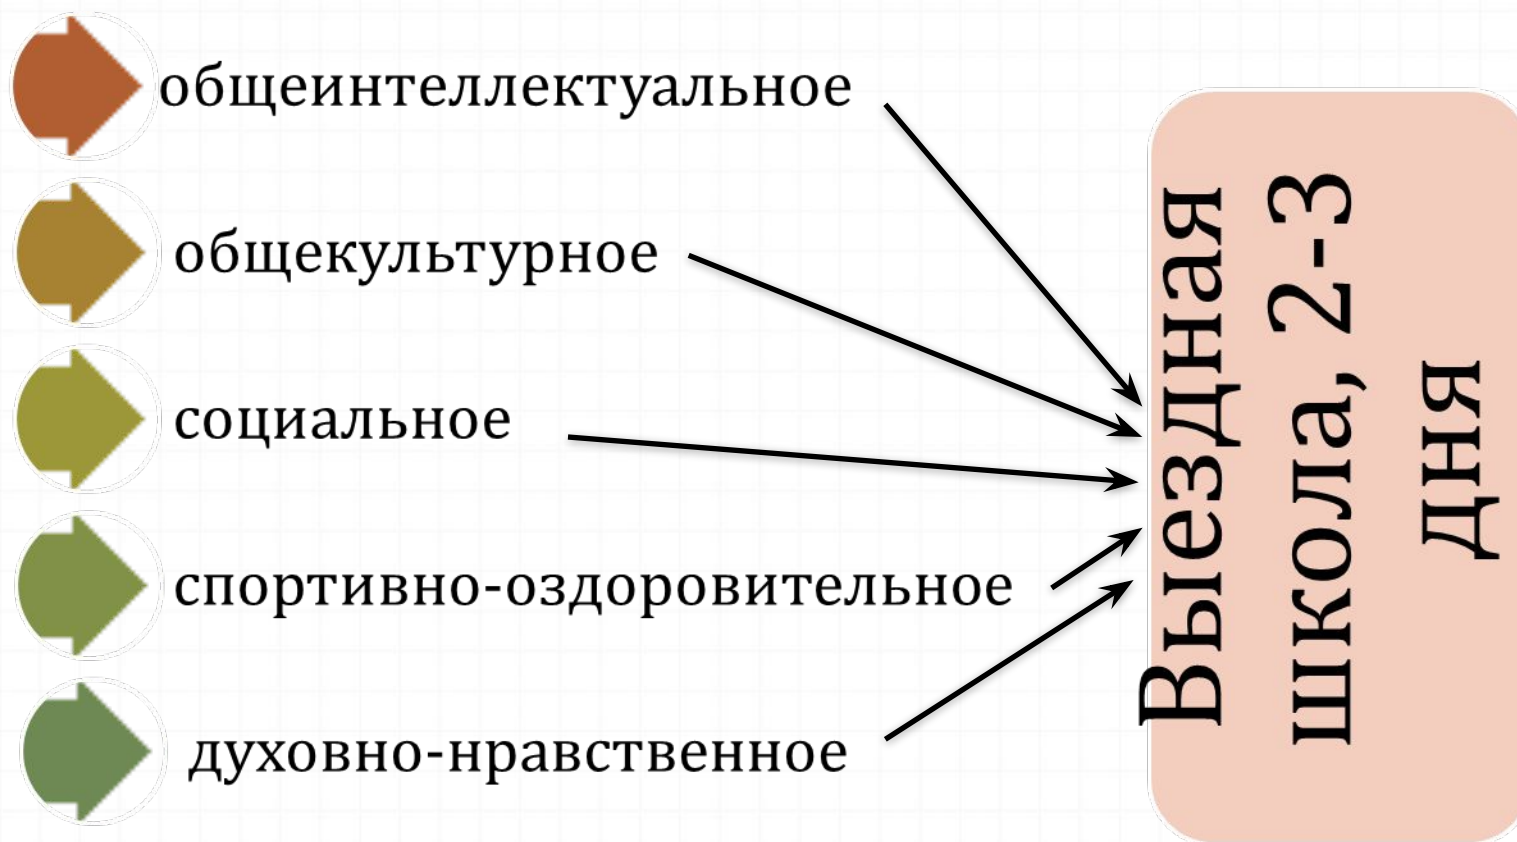 общеинтеллектуальное
общекультурное
социальное
спортивно-оздоровительное
духовно-нравственное
Выездная
школа, 2-3
дня